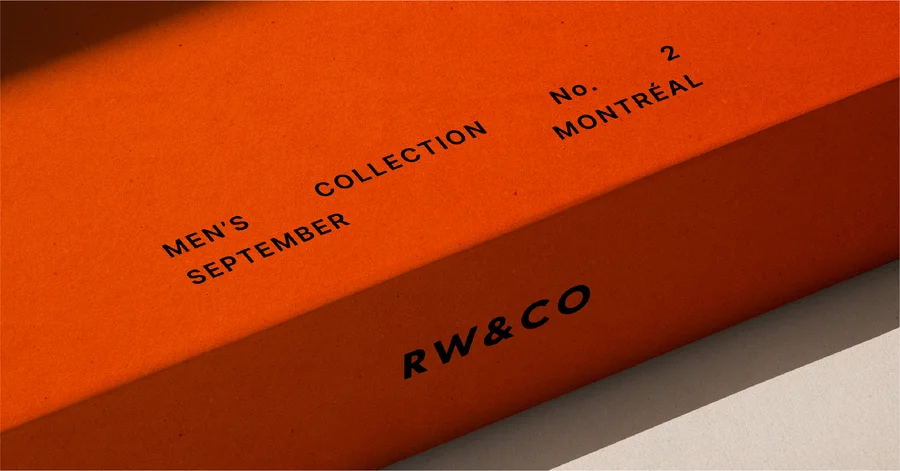 MEN'S COLLECTION No. 2
SEPTEMBER MONTRÉAL
RW&CO